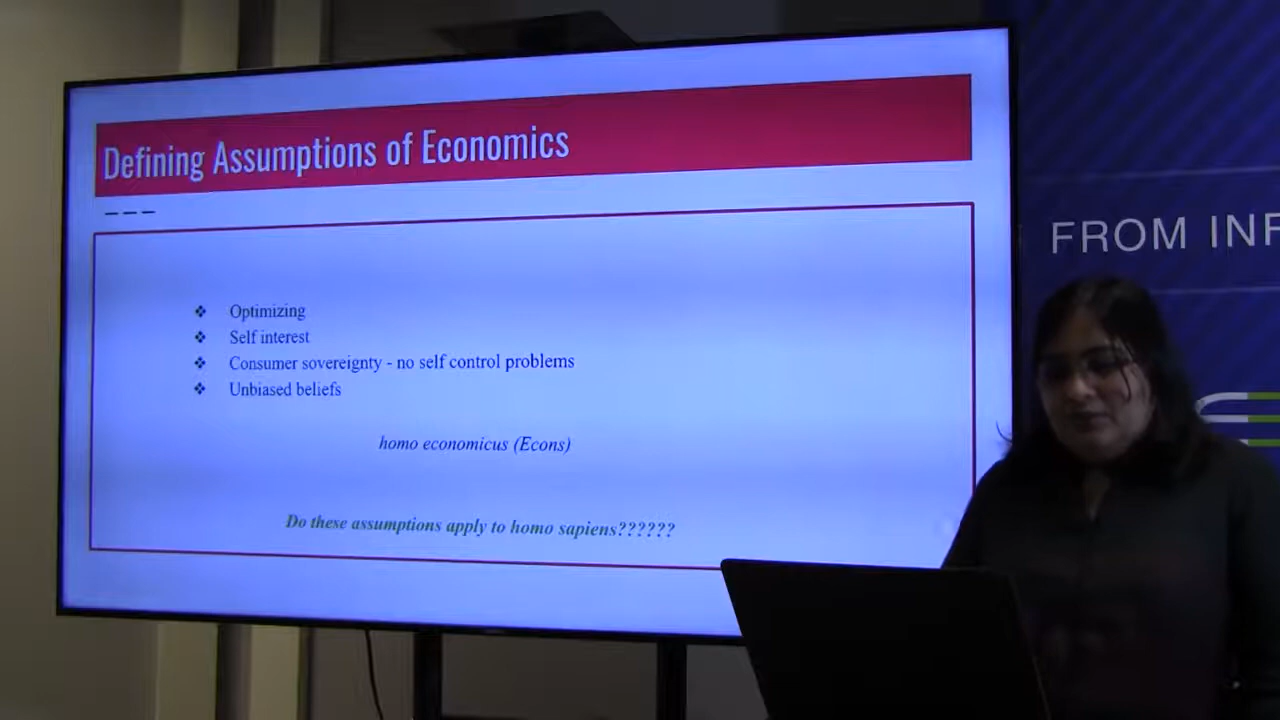 Defining Assumptions of Economics
❖ Optimizing
❖ Self interest
❖ Consumer sovereignty - no self control problems
❖ Unbiased beliefs
homo economicus (Econs)
Do these assumptions apply to homo sapiens??????
FROM